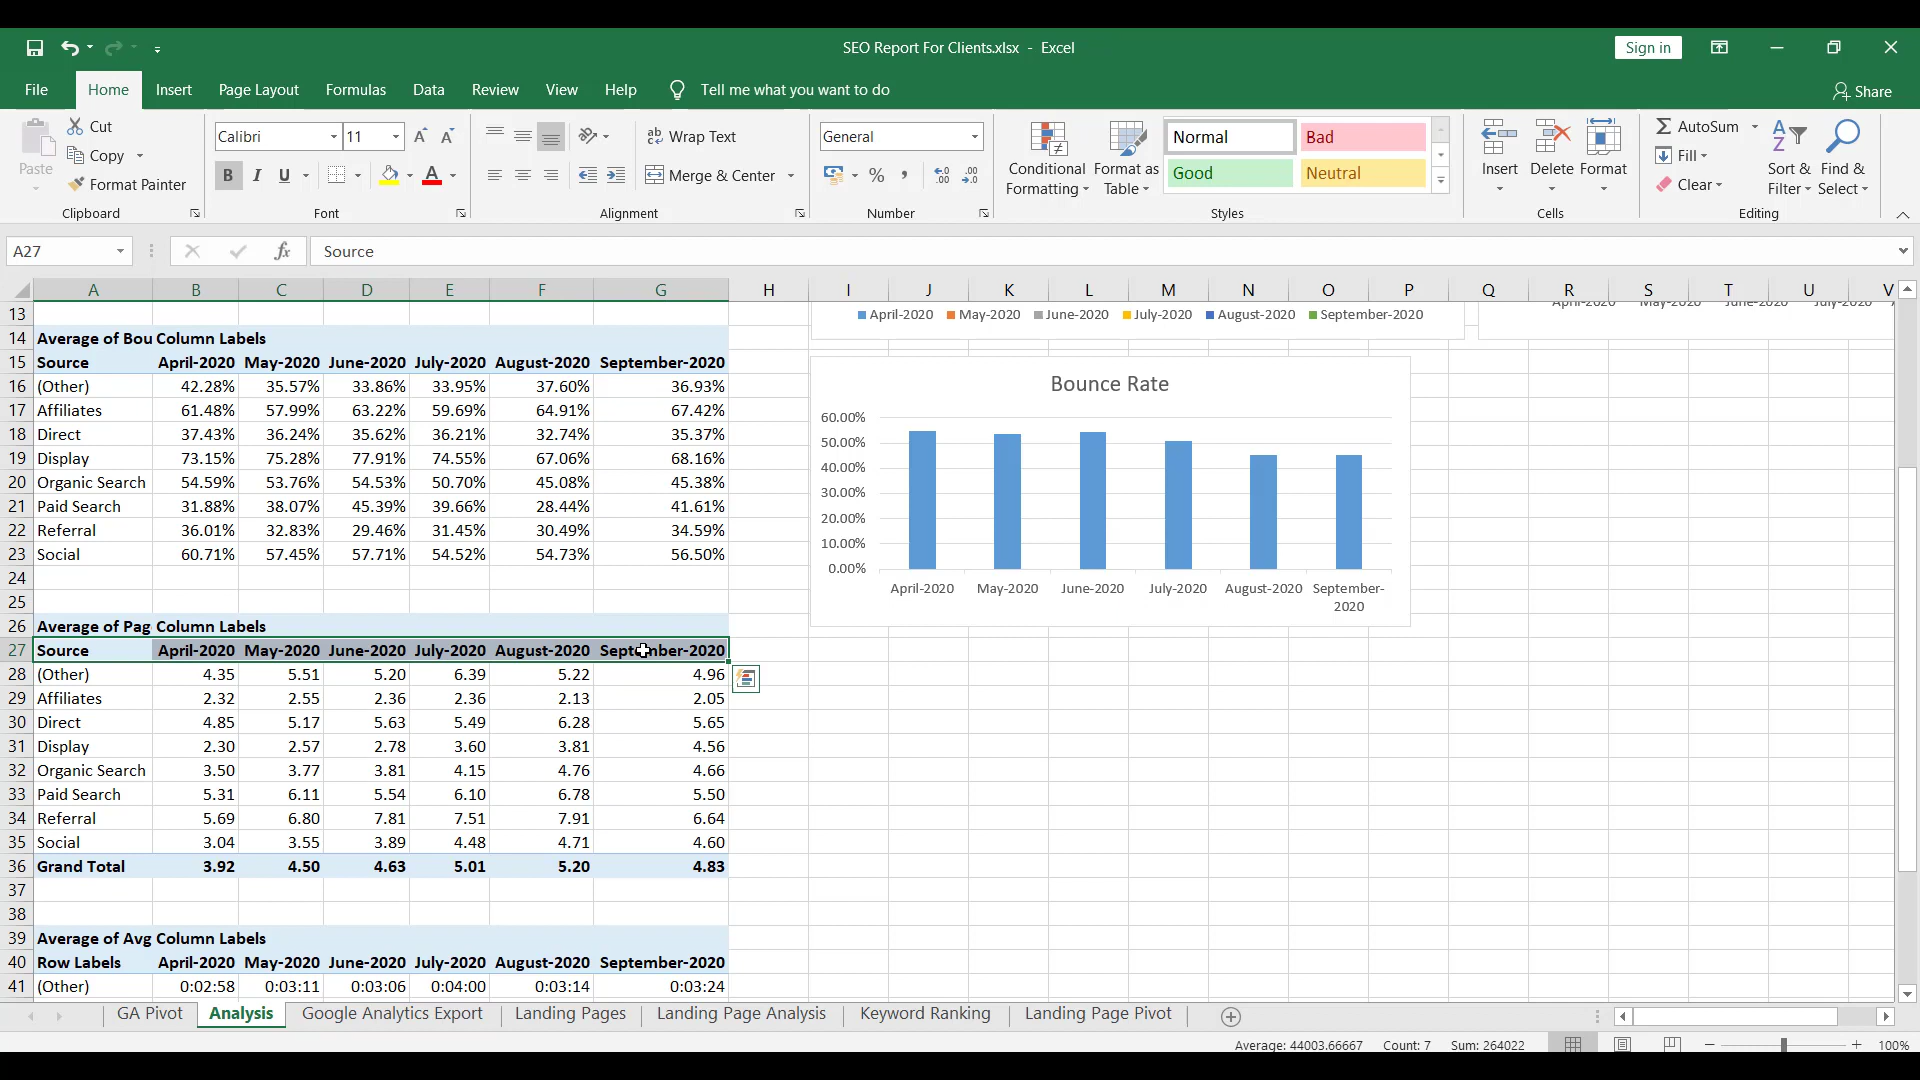 SEO Report For Clients.xlsx - Excel
Sign in
File Home Insert Page Layout Formulas Data Review View Help Tell me what you want to do
Share
Paste
Cut
Copy
Format Painter
Clipboard
Calibri 11
B I U A
Font
ab Wrap Text
Merge & Center
Alignment
General
% ,
Number
Conditional Formatting
Format as Table
Normal Bad
Good Neutral
Styles
Insert Delete Format
Cells
AutoSum
Fill
Clear
Sort & Filter
Find & Select
Editing
A27 fx Source
A B C D E F G H I J K L M N O P Q R S T U V
13
14 Average of Bou Column Labels
15 Source April-2020 May-2020 June-2020 July-2020 August-2020 September-2020
16 (Other) 42.28% 35.57% 33.86% 33.95% 37.60% 36.93%
17 Affiliates 61.48% 57.99% 63.22% 59.69% 64.91% 67.42%
18 Direct 37.43% 36.24% 35.62% 36.21% 32.74% 35.37%
19 Display 73.15% 75.28% 77.91% 74.55% 67.06% 68.16%
20 Organic Search 54.59% 53.76% 54.53% 50.70% 45.08% 45.38%
21 Paid Search 31.88% 38.07% 45.39% 39.66% 28.44% 41.61%
22 Referral 36.01% 32.83% 29.46% 31.45% 30.49% 34.59%
23 Social 60.71% 57.45% 57.71% 54.52% 54.73% 56.50%
24
25
26 Average of Pag Column Labels
27 Source April-2020 May-2020 June-2020 July-2020 August-2020 September-2020
28 (Other) 4.35 5.51 5.20 6.39 5.22 4.96
29 Affiliates 2.32 2.55 2.36 2.36 2.13 2.05
30 Direct 4.85 5.17 5.63 5.49 6.28 5.65
31 Display 2.30 2.57 2.78 3.60 3.81 4.56
32 Organic Search 3.50 3.77 3.81 4.15 4.76 4.66
33 Paid Search 5.31 6.11 5.54 6.10 6.78 5.50
34 Referral 5.69 6.80 7.81 7.51 7.91 6.64
35 Social 3.04 3.55 3.89 4.48 4.71 4.60
36 Grand Total 3.92 4.50 4.63 5.01 5.20 4.83
37
38
39 Average of Avg Column Labels
40 Row Labels April-2020 May-2020 June-2020 July-2020 August-2020 September-2020
41 (Other) 0:02:58 0:03:11 0:03:06 0:04:00 0:03:14 0:03:24
April-2020 May-2020 June-2020 July-2020
April-2020 May-2020 June-2020 July-2020 August-2020 September-2020
Bounce Rate
60.00%
50.00%
40.00%
30.00%
20.00%
10.00%
0.00%
April-2020 May-2020 June-2020 July-2020 August-2020 September-
2020
GA Pivot Analysis Google Analytics Export Landing Pages Landing Page Analysis Keyword Ranking Landing Page Pivot
Average: 44003.66667 Count: 7 Sum: 264022 100%